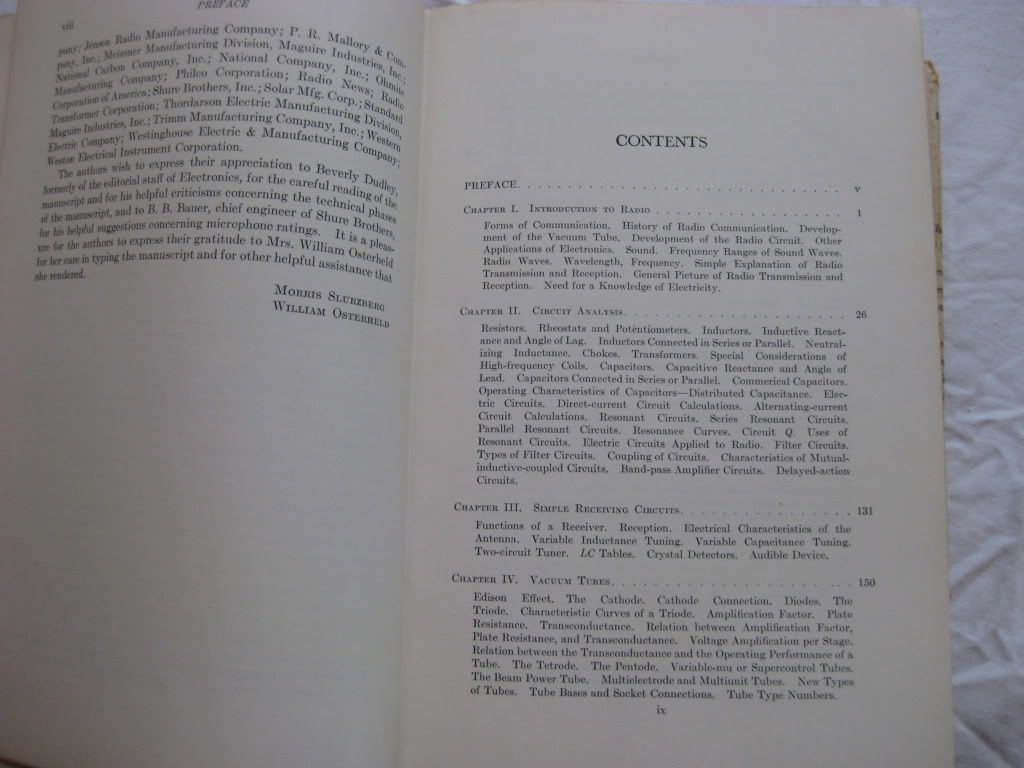 PREFACE
viii
pany; Jensen Radio Manufacturing Company; P. R. Mallory & Com-
pany, Inc.; Meissner Manufacturing Division, Maguire Industries, Inc.;
National Carbon Company, Inc.; National Company, Inc.; Ohmite
Manufacturing Company; Philco Corporation; Radio News; Radio
Corporation of America; Shure Brothers, Inc.; Solar Mfg. Corp.; Standard
Transformer Corporation; Thordarson Electric Manufacturing Division,
Maguire Industries, Inc.; Trimm Manufacturing Company, Inc.; Western
Electric Company; Westinghouse Electric & Manufacturing Company;
Weston Electrical Instrument Corporation.
The authors wish to express their appreciation to Beverly Dudley,
formerly of the editorial staff of Electronics, for the careful reading of the
manuscript and for his helpful criticisms concerning the technical phases
of the manuscript, and to B. B. Bauer, chief engineer of Shure Brothers,
for his helpful suggestions concerning microphone ratings. It is a pleas-
ure for the authors to express their gratitude to Mrs. William Osterheld
for her care in typing the manuscript and for other helpful assistance that
she rendered.
Morris Slurzberg
William Osterheld
CONTENTS
PREFACE. . . . . . . . . . . . . . . . . . . . . . . . . . . . . . v
Chapter I. Introduction to Radio . . . . . . . . . . . . . . . . . 1
Forms of Communication. History of Radio Communication. Develop-
ment of the Vacuum Tube. Development of the Radio Circuit. Other
Applications of Electronics. Sound. Frequency Ranges of Sound Waves.
Radio Waves. Wavelength, Frequency. Simple Explanation of Radio
Transmission and Reception. General Picture of Radio Transmission and
Reception. Need for a Knowledge of Electricity.
Chapter II. Circuit Analysis. . . . . . . . . . . . . . . . . . . . 26
Resistors. Rheostats and Potentiometers. Inductors. Inductive React-
ance and Angle of Lag. Inductors Connected in Series or Parallel. Neutral-
izing Inductance. Chokes. Transformers. Special Considerations of
High-frequency Coils. Capacitors. Capacitive Reactance and Angle of
Lead. Capacitors Connected in Series or Parallel. Commerical Capacitors.
Operating Characteristics of Capacitors—Distributed Capacitance. Elec-
tric Circuits. Direct-current Circuit Calculations. Alternating-current
Circuit Calculations. Resonant Circuits. Series Resonant Circuits.
Parallel Resonant Circuits. Resonance Curves. Circuit Q. Uses of
Resonant Circuits. Electric Circuits Applied to Radio. Filter Circuits.
Types of Filter Circuits. Coupling of Circuits. Characteristics of Mutual-
inductive-coupled Circuits. Band-pass Amplifier Circuits. Delayed-action
Circuits.
Chapter III. Simple Receiving Circuits. . . . . . . . . . . . . . . 131
Functions of a Receiver. Reception. Electrical Characteristics of the
Antenna. Variable Inductance Tuning. Variable Capacitance Tuning.
Two-circuit Tuner. LC Tables. Crystal Detectors. Audible Device.
Chapter IV. Vacuum Tubes. . . . . . . . . . . . . . . . . . . . . 150
Edison Effect. The Cathode. Cathode Connection. Diodes. The
Triode. Characteristic Curves of a Triode. Amplification Factor. Plate
Resistance. Transconductance. Relation between Amplification Factor,
Plate Resistance, and Transconductance. Voltage Amplification per Stage.
Relation between the Transconductance and the Operating Performance of a
Tube. The Tetrode. The Pentode. Variable-mu or Supercontrol Tubes.
The Beam Power Tube. Multielectrode and Multiunit Tubes. New Types
of Tubes. Tube Bases and Socket Connections. Tube Type Numbers.
ix